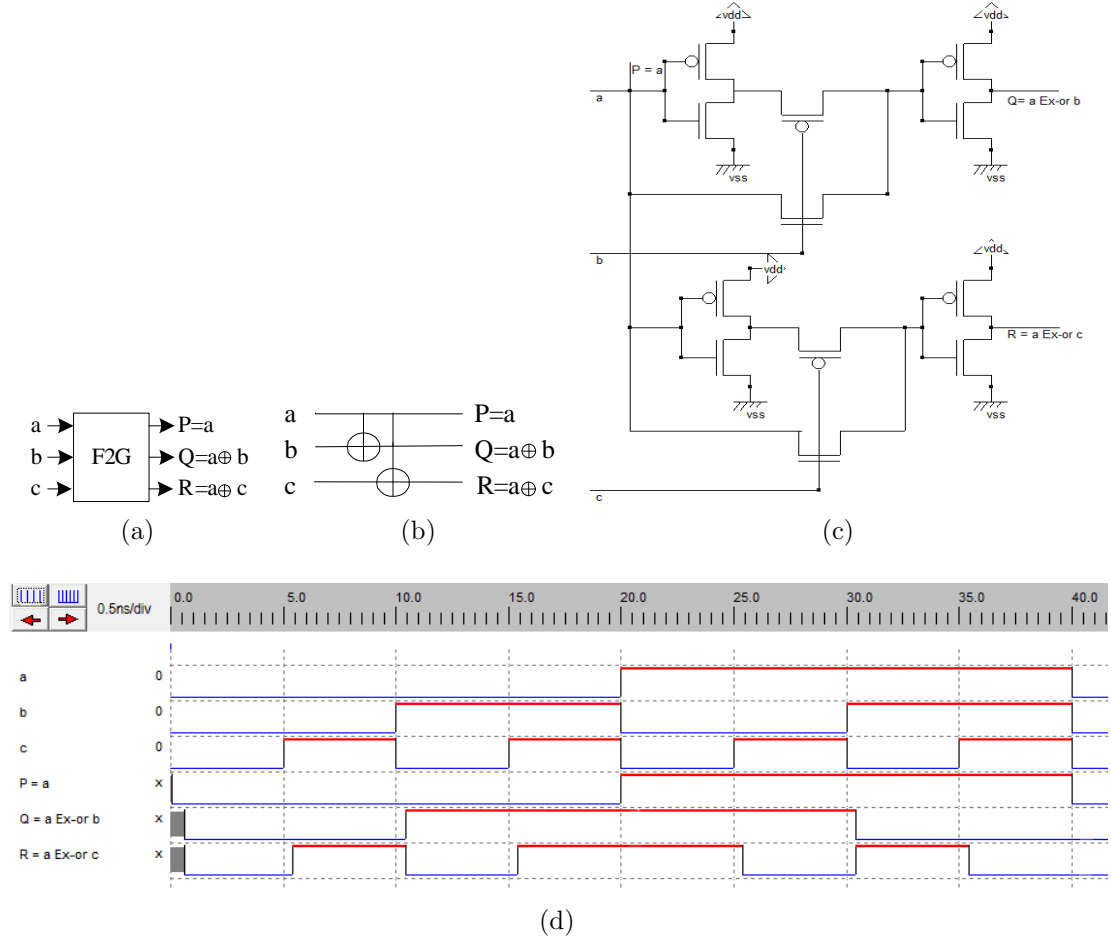 vdd
vdd
P = a
a
Q= a Ex-or b
vss
vss
b
vdd
vdd
R = a Ex-or c
vss
vss
c
a
b
c
F2G
P=a
Q=a⊕ b
R=a⊕ c
a
b
c
P=a
Q=a⊕ b
R=a⊕ c
(a)
(b)
(c)
0.5ns/div
0.0 5.0 10.0 15.0 20.0 25.0 30.0 35.0 40.0
a 0
b 0
c 0
P = a x
Q = a Ex-or b x
R = a Ex-or c x
(d)